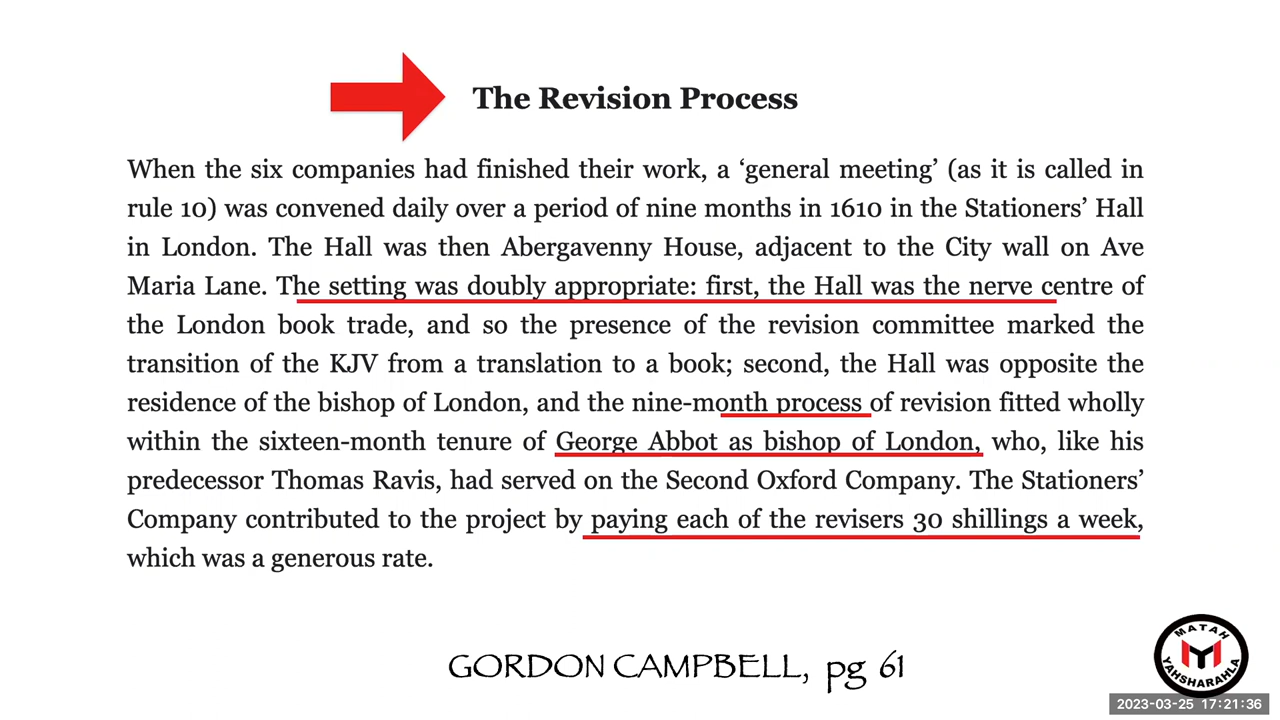 The Revision Process
When the six companies had finished their work, a ‘general meeting’ (as it is called in
rule 10) was convened daily over a period of nine months in 1610 in the Stationers’ Hall
in London. The Hall was then Abergavenny House, adjacent to the City wall on Ave
Maria Lane. The setting was doubly appropriate: first, the Hall was the nerve centre of
the London book trade, and so the presence of the revision committee marked the
transition of the KJV from a translation to a book; second, the Hall was opposite the
residence of the bishop of London, and the nine-month process of revision fitted wholly
within the sixteen-month tenure of George Abbot as bishop of London, who, like his
predecessor Thomas Ravis, had served on the Second Oxford Company. The Stationers’
Company contributed to the project by paying each of the revisers 30 shillings a week,
which was a generous rate.
GORDON CAMPBELL, pg 61
MATAH
YAHSHARAHLA
2023-03-25 17:21:36